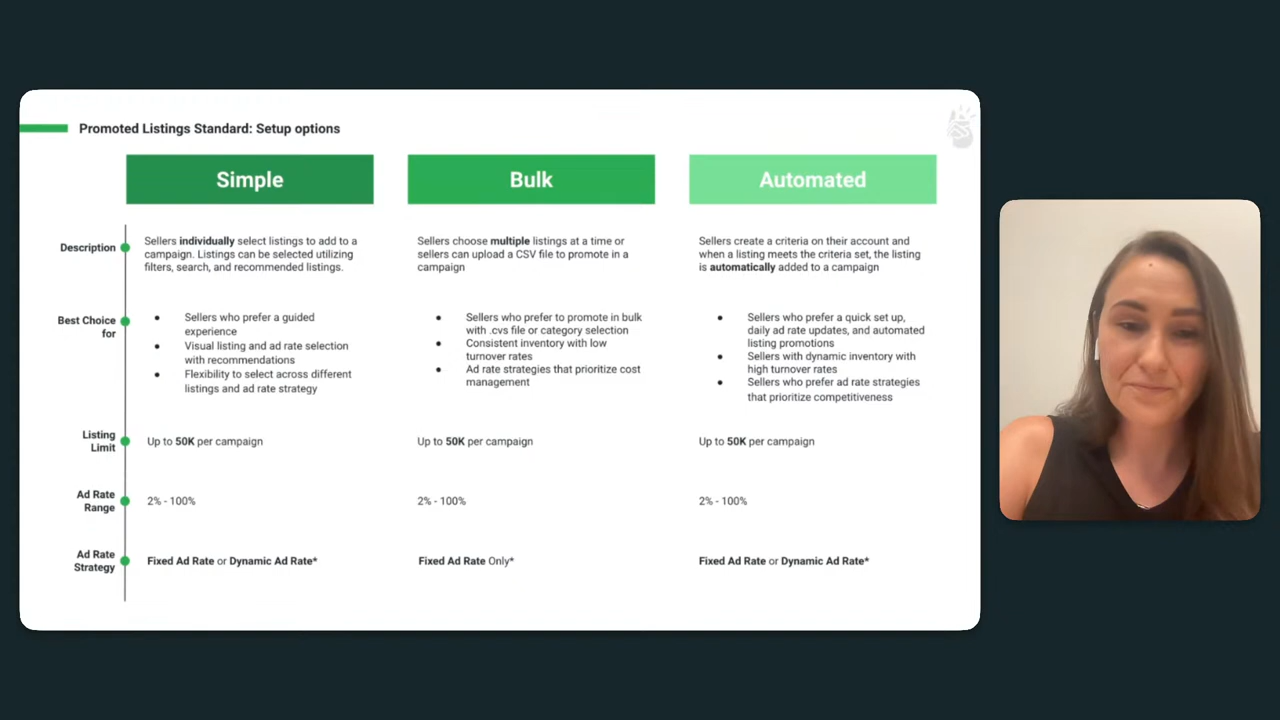 Promoted Listings Standard: Setup options
Simple
Bulk
Automated
Description
Sellers individually select listings to add to a
campaign. Listings can be selected utilizing
filters, search, and recommended listings.
Sellers choose multiple listings at a time or
sellers can upload a CSV file to promote in a
campaign
Sellers create a criteria on their account and
when a listing meets the criteria set, the listing
is automatically added to a campaign
Best Choice
for
● Sellers who prefer a guided
experience
● Visual listing and ad rate selection
with recommendations
● Flexibility to select across different
listings and ad rate strategy
● Sellers who prefer to promote in bulk
with .cvs file or category selection
● Consistent inventory with low
turnover rates
● Ad rate strategies that prioritize cost
management
● Sellers who prefer a quick set up,
daily ad rate updates, and automated
listing promotions
● Sellers with dynamic inventory with
high turnover rates
● Sellers who prefer ad rate strategies
that prioritize competitiveness
Listing
Limit
Up to 50K per campaign
Up to 50K per campaign
Up to 50K per campaign
Ad Rate
Range
2% - 100%
2% - 100%
2% - 100%
Ad Rate
Strategy
Fixed Ad Rate or Dynamic Ad Rate*
Fixed Ad Rate Only*
Fixed Ad Rate or Dynamic Ad Rate*